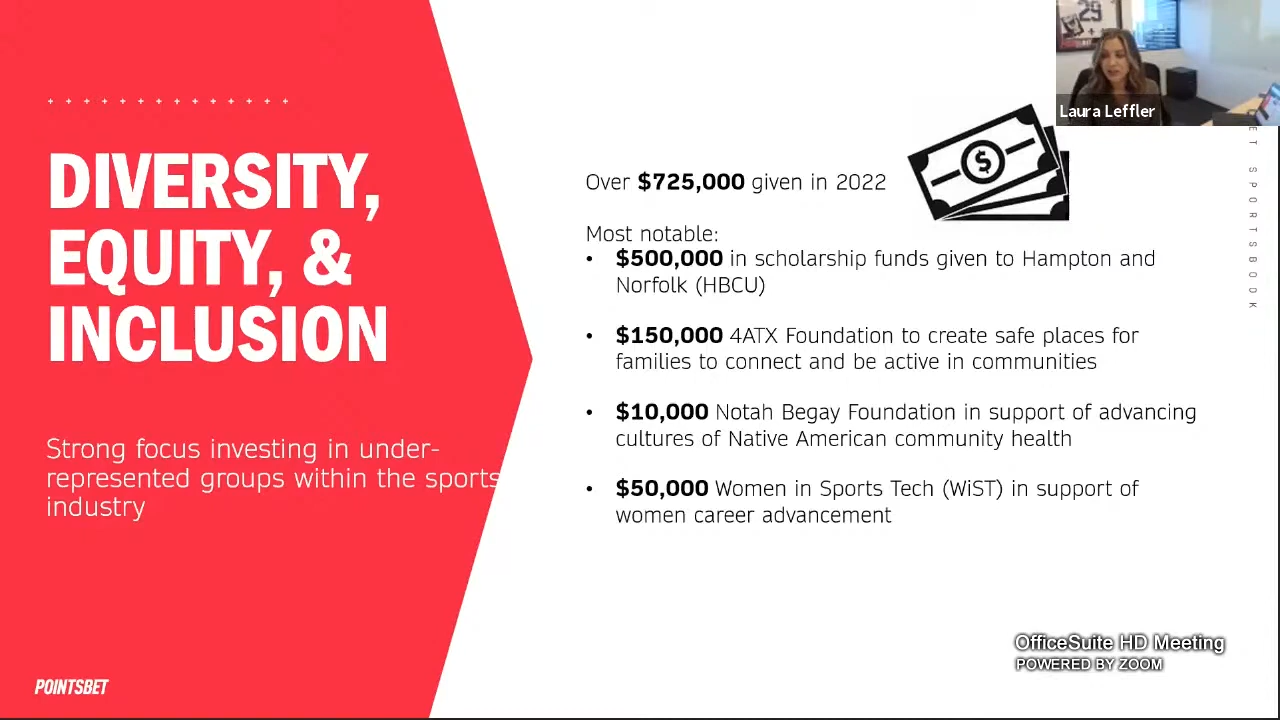 29
Laura Leffler
+ + + + + + + + + + + + + +
DIVERSITY,
EQUITY, &
INCLUSION
Strong focus investing in under-
represented groups within the sports
industry
POINTSBET
Over $725,000 given in 2022
$
Most notable:
• $500,000 in scholarship funds given to Hampton and
Norfolk (HBCU)
• $150,000 4ATX Foundation to create safe places for
families to connect and be active in communities
• $10,000 Notah Begay Foundation in support of advancing
cultures of Native American community health
• $50,000 Women in Sports Tech (WiST) in support of
women career advancement
ET SPORTSBOOK
OfficeSuite HD Meeting
POWERED BY ZOOM